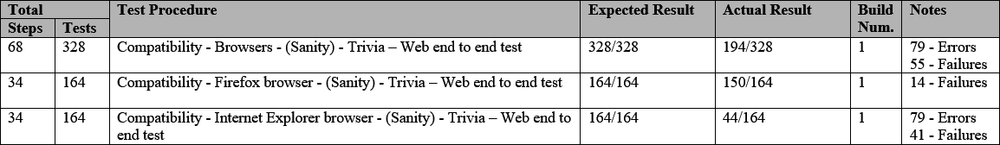 Total Test Procedure Expected Result Actual Result Build Num. Notes
Steps Tests
68 328 Compatibility - Browsers - (Sanity) - Trivia – Web end to end test 328/328 194/328 1 79 - Errors
55 - Failures
34 164 Compatibility - Firefox browser - (Sanity) - Trivia – Web end to end test 164/164 150/164 1 14 - Failures
34 164 Compatibility - Internet Explorer browser - (Sanity) - Trivia – Web end to 164/164 44/164 1 79 - Errors
end test 41 - Failures